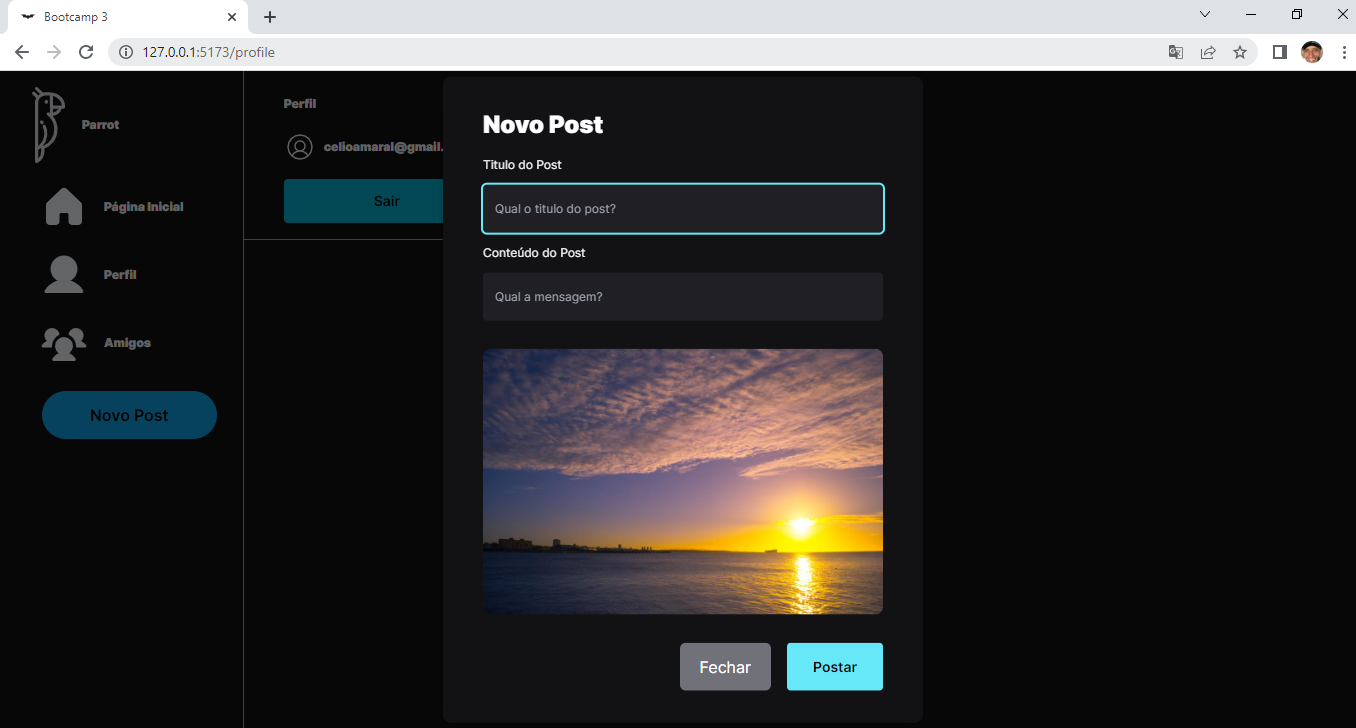 Bootcamp 3
127.0.0.1:5173/profile
Parrot
Página Inicial
Perfil
Amigos
Novo Post
Perfil
celioamaral@gmail.
Sair
Novo Post
Titulo do Post
Qual o titulo do post?
Conteúdo do Post
Qual a mensagem?
Fechar
Postar